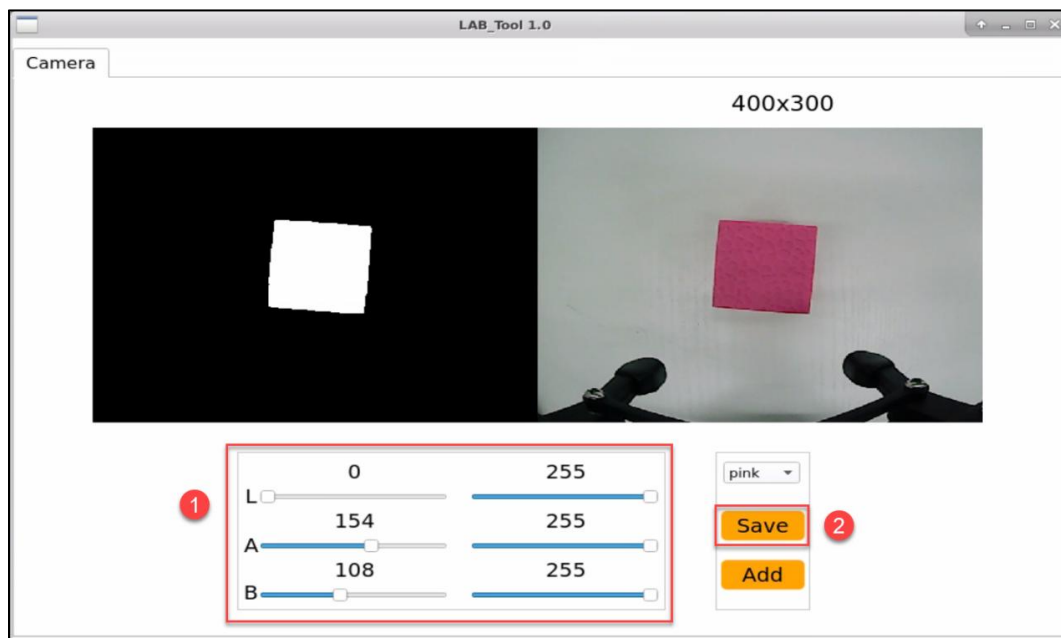 LAB_Tool 1.0
Camera
400x300
0 255
L
154 255
A
108 255
B
pink
Save
Add
1
2